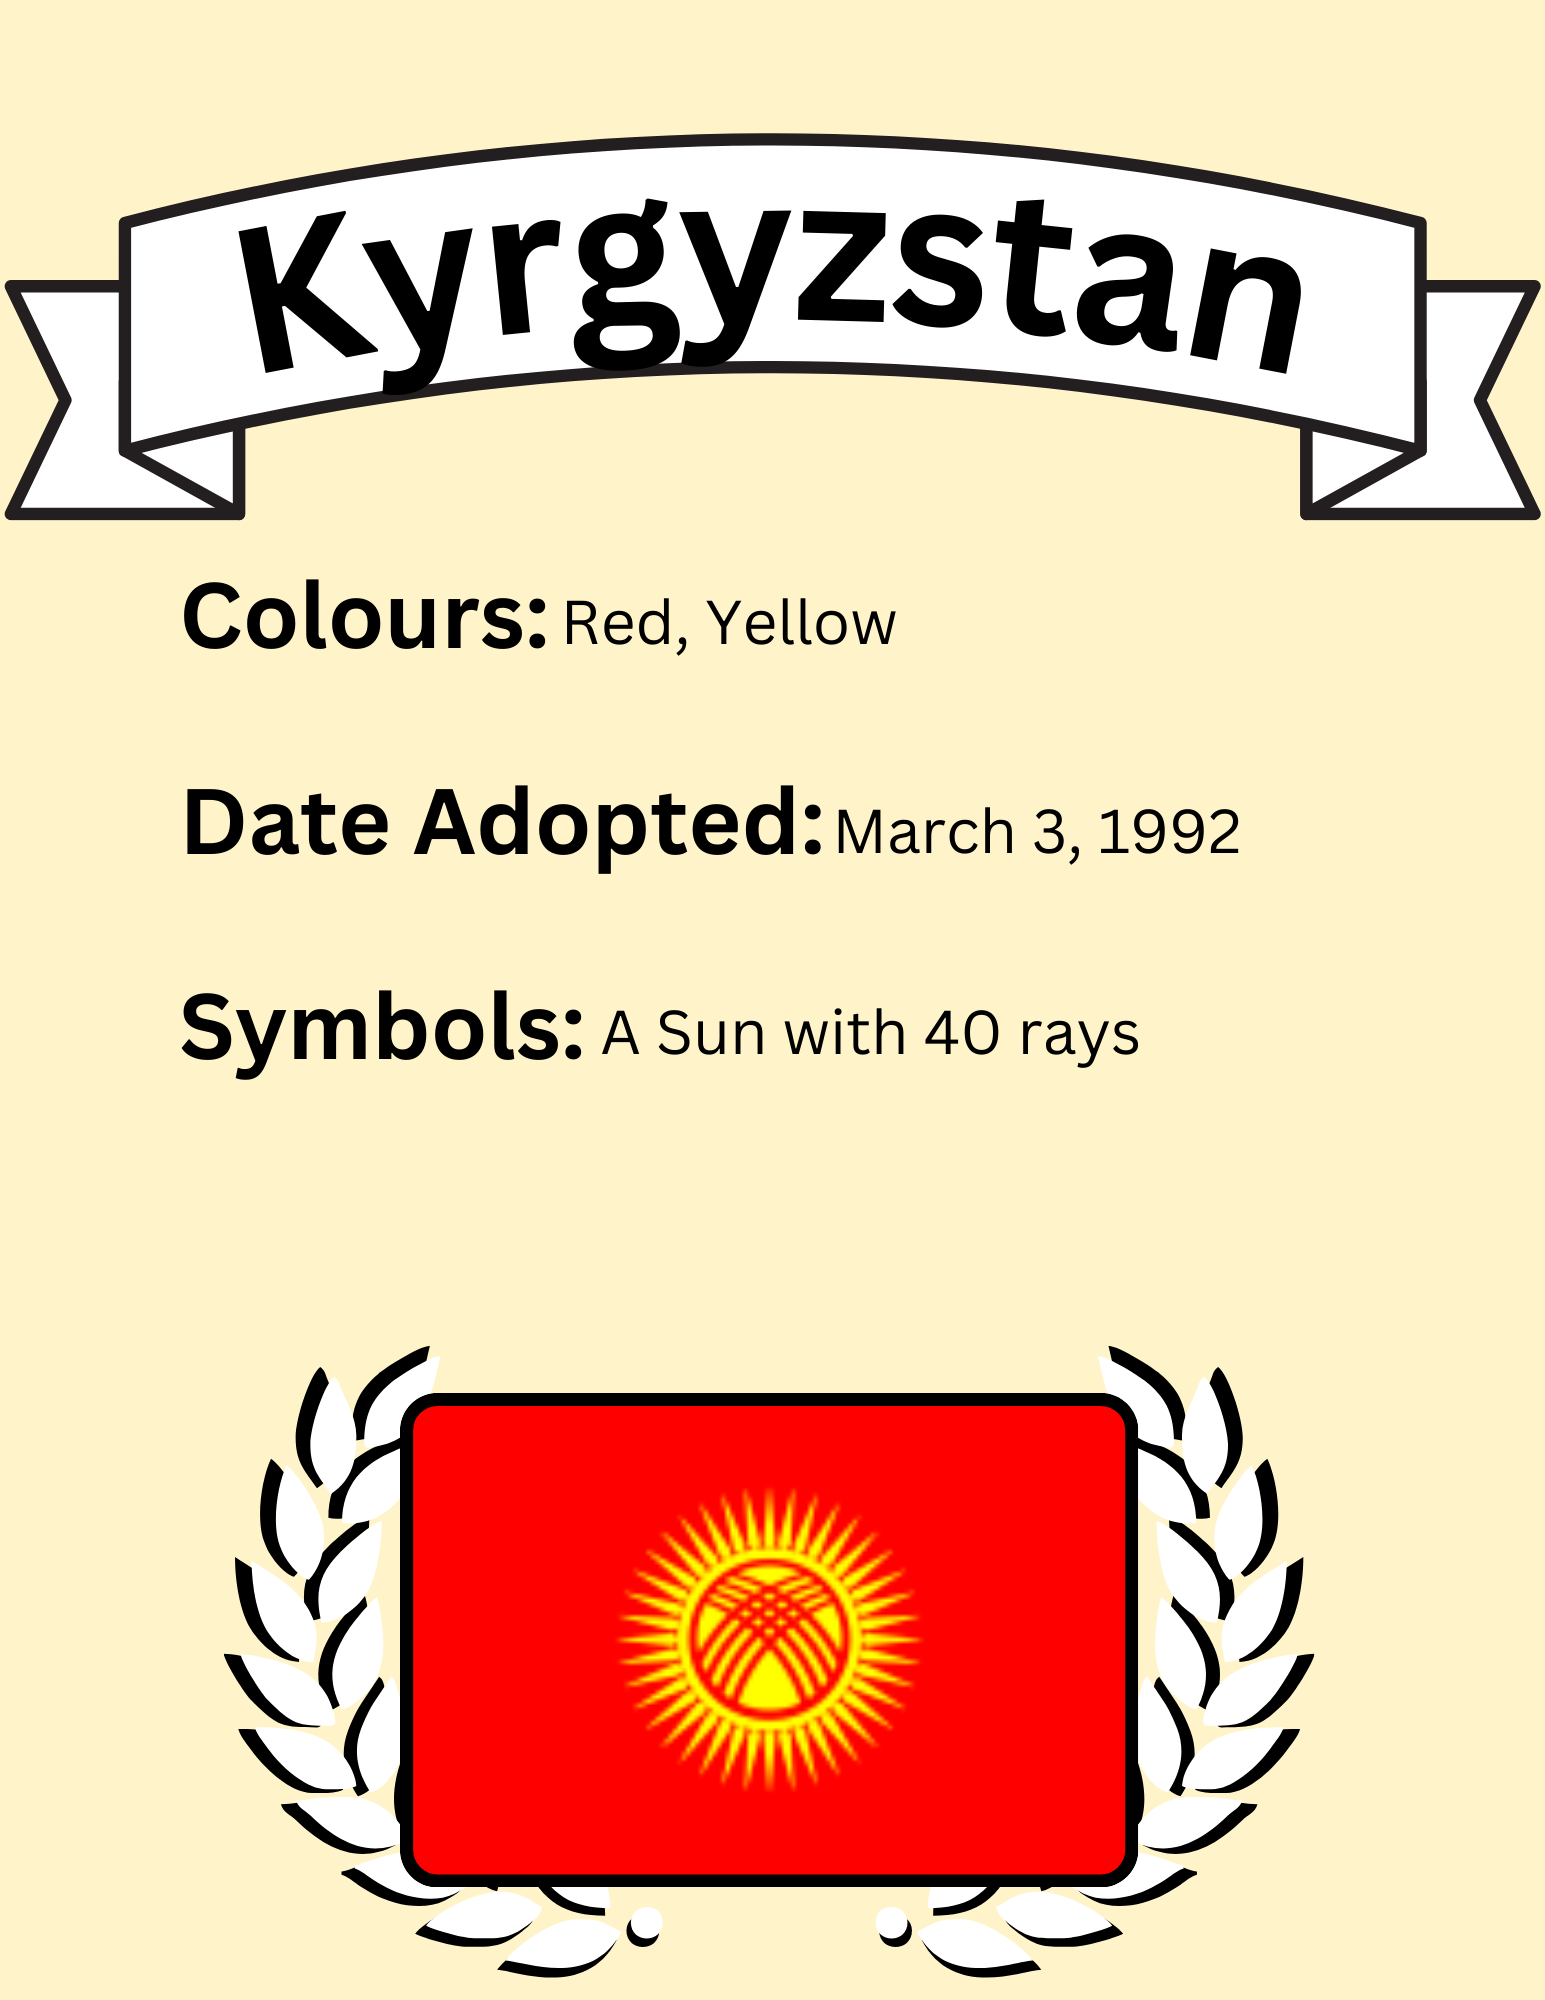 Kyrgyzstan
Colours: Red, Yellow
Date Adopted: March 3, 1992
Symbols: A Sun with 40 rays